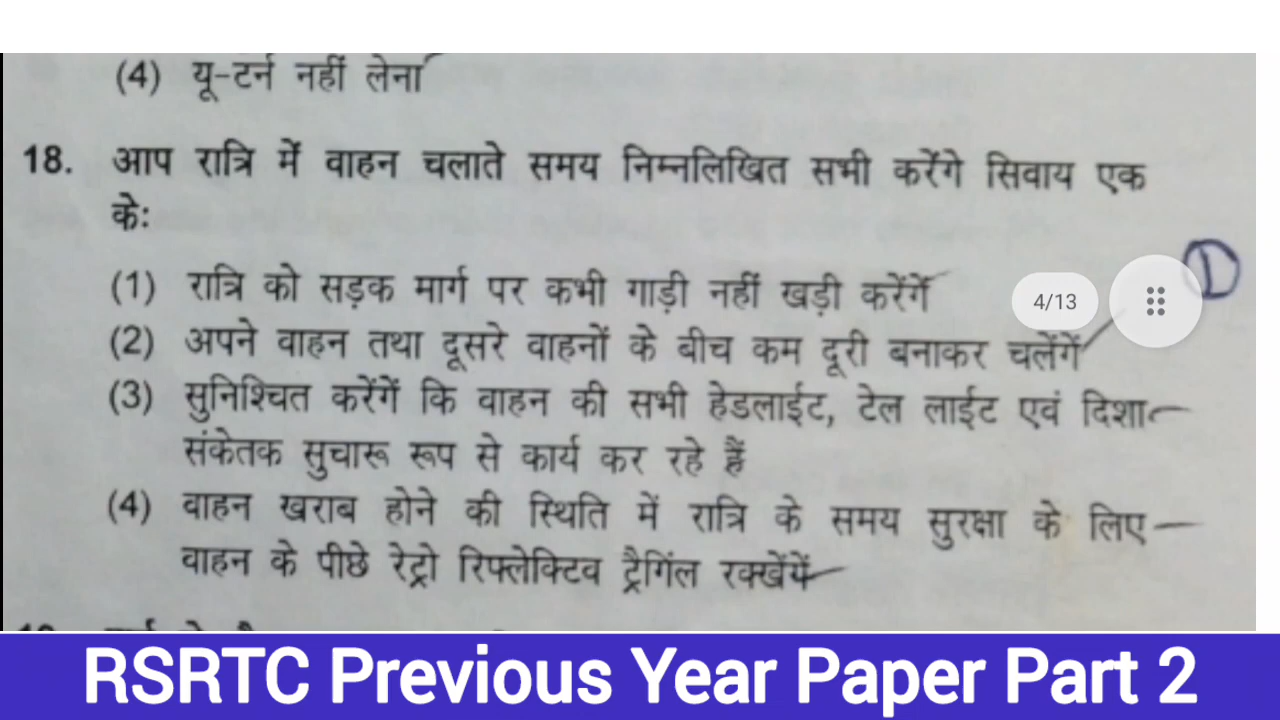 (4) यू-टर्न नहीं लेना
18. आप रात्रि में वाहन चलाते समय निम्नलिखित सभी करेंगे सिवाय एक
के:
(1) रात्रि को सड़क मार्ग पर कभी गाड़ी नहीं खड़ी करेंगें
4/13
(2) अपने वाहन तथा दूसरे वाहनों के बीच कम दूरी बनाकर चलेंगें
(3) सुनिश्चित करेंगें कि वाहन की सभी हेडलाईट, टेल लाईट एवं दिशा
संकेतक सुचारू रूप से कार्य कर रहे हैं
(4) वाहन खराब होने की स्थिति में रात्रि के समय सुरक्षा के लिए
वाहन के पीछे रेट्रो रिफ्लेक्टिव ट्रैगिंल रक्खेंयें
RSRTC Previous Year Paper Part 2